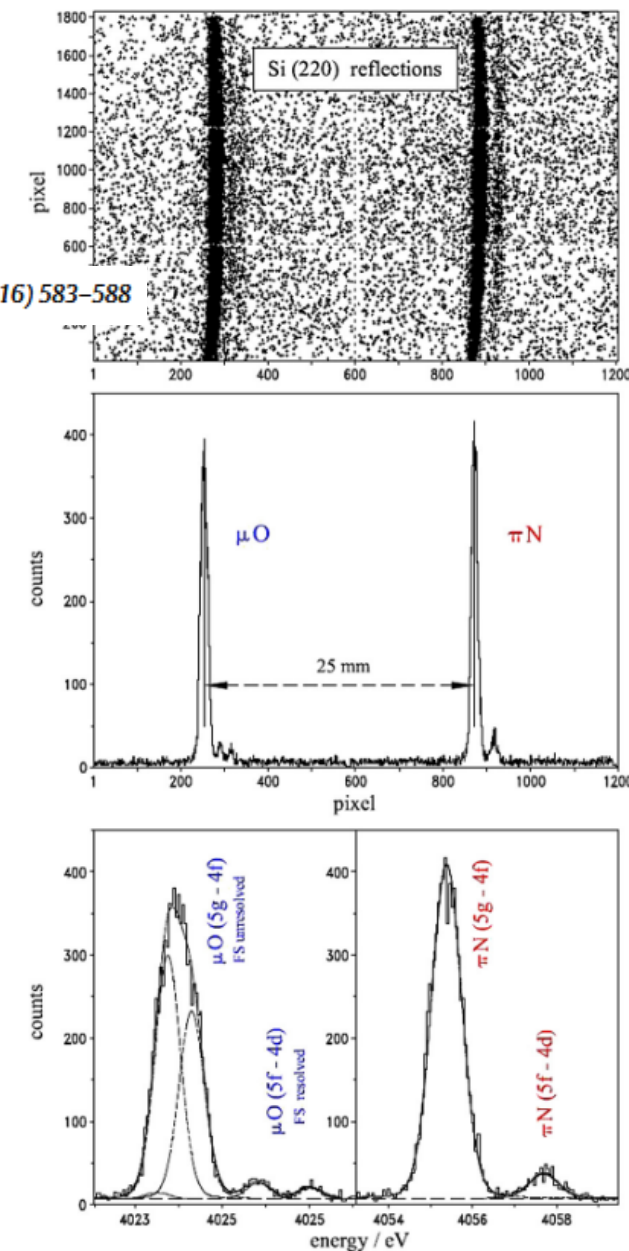 1800
Si (220) reflections
1600
1400
1200
1000
800
600
pixel
16) 583–588
1 200 400 600 800 1000 1200
400
300
200
100
0
counts
μO
πN
25 mm
1 200 400 600 800 1000 1200
pixel
400
300
200
100
0
counts
μO (5g - 4f)
FS unresolved
μO (5f - 4d)
FS resolved
πN (5g - 4f)
πN (5f - 4d)
4023 4025 4025 4054 4056 4058
energy / eV